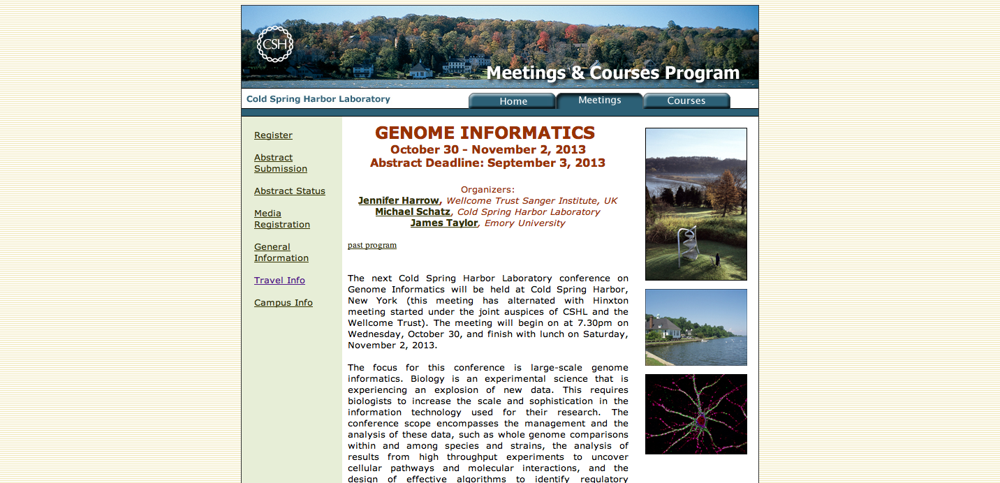 CSH
Meetings & Courses Program
Cold Spring Harbor Laboratory
Home
Meetings
Courses
Register
Abstract
Submission
Abstract Status
Media
Registration
General
Information
Travel Info
Campus Info
GENOME INFORMATICS
October 30 - November 2, 2013
Abstract Deadline: September 3, 2013
Organizers:
Jennifer Harrow, Wellcome Trust Sanger Institute, UK
Michael Schatz, Cold Spring Harbor Laboratory
James Taylor, Emory University
past program
The next Cold Spring Harbor Laboratory conference on
Genome Informatics will be held at Cold Spring Harbor,
New York (this meeting has alternated with Hinxton
meeting started under the joint auspices of CSHL and the
Wellcome Trust). The meeting will begin on at 7.30pm on
Wednesday, October 30, and finish with lunch on Saturday,
November 2, 2013.
The focus for this conference is large-scale genome
informatics. Biology is an experimental science that is
experiencing an explosion of new data. This requires
biologists to increase the scale and sophistication in the
information technology used for their research. The
conference scope encompasses the management and the
analysis of these data, such as whole genome comparisons
within and among species and strains, the analysis of
results from high throughput experiments to uncover
cellular pathways and molecular interactions, and the
design of effective algorithms to identify regulatory